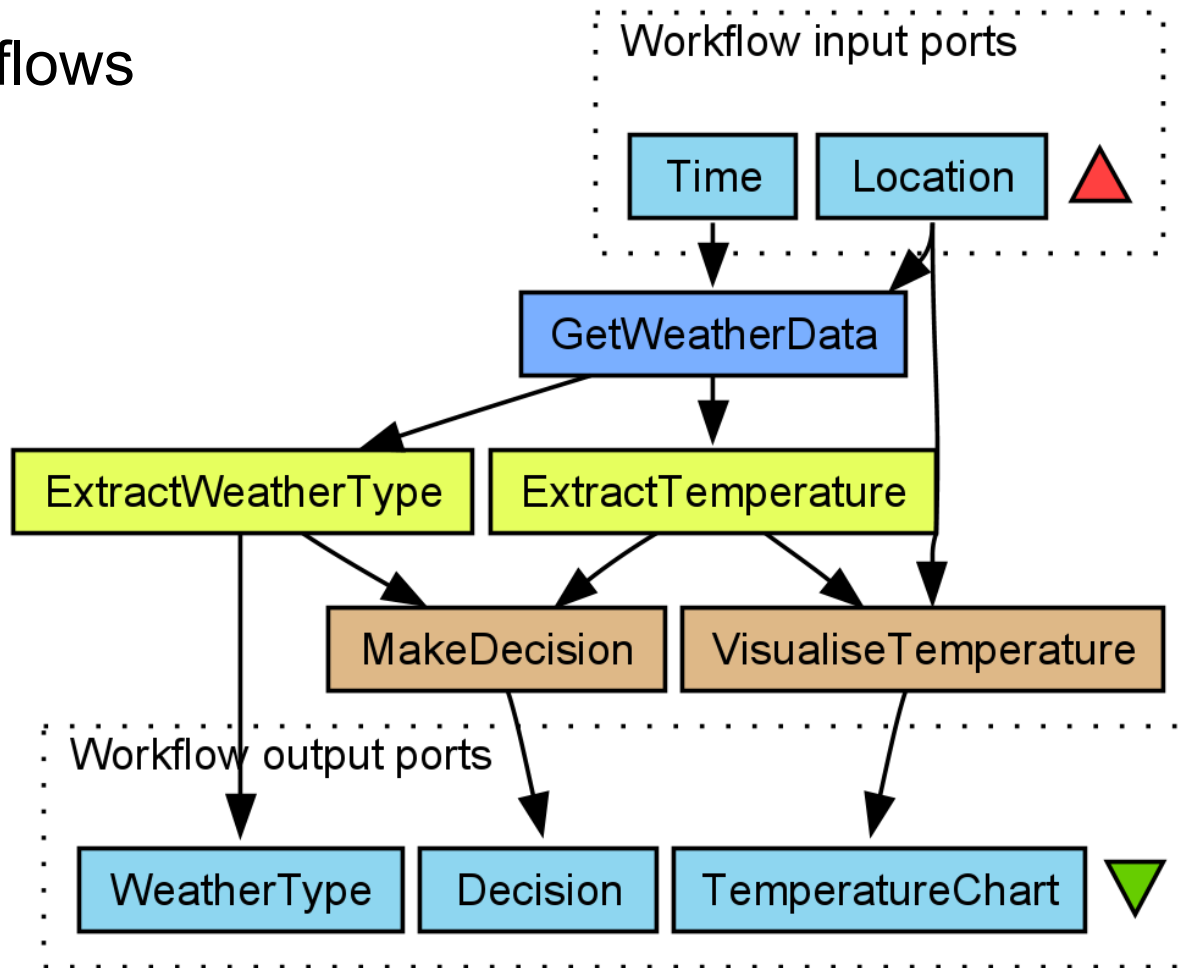 flows
Workflow input ports
Time
Location
GetWeatherData
ExtractWeatherType
ExtractTemperature
MakeDecision
VisualiseTemperature
Workflow output ports
WeatherType
Decision
TemperatureChart